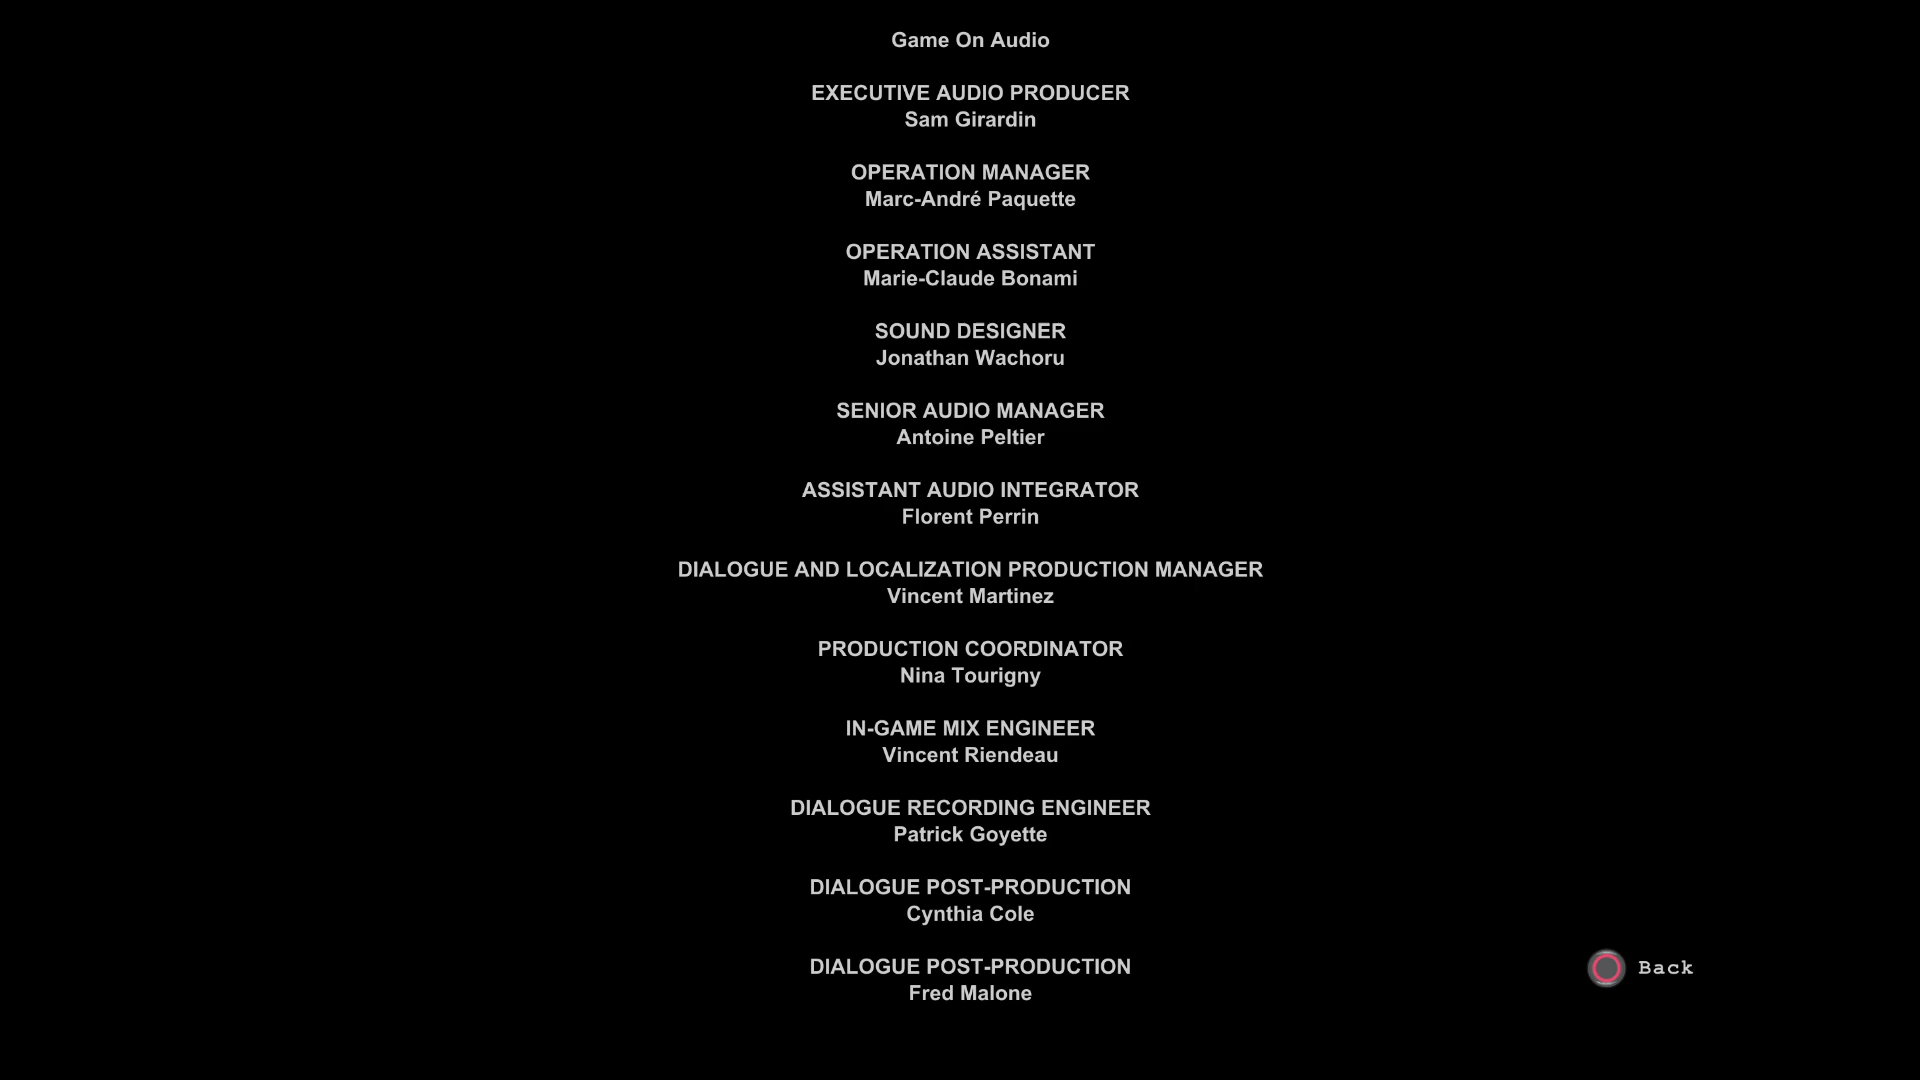 Game On Audio
EXECUTIVE AUDIO PRODUCER
Sam Girardin
OPERATION MANAGER
Marc-André Paquette
OPERATION ASSISTANT
Marie-Claude Bonami
SOUND DESIGNER
Jonathan Wachoru
SENIOR AUDIO MANAGER
Antoine Peltier
ASSISTANT AUDIO INTEGRATOR
Florent Perrin
DIALOGUE AND LOCALIZATION PRODUCTION MANAGER
Vincent Martinez
PRODUCTION COORDINATOR
Nina Tourigny
IN-GAME MIX ENGINEER
Vincent Riendeau
DIALOGUE RECORDING ENGINEER
Patrick Goyette
DIALOGUE POST-PRODUCTION
Cynthia Cole
DIALOGUE POST-PRODUCTION
Fred Malone
Back